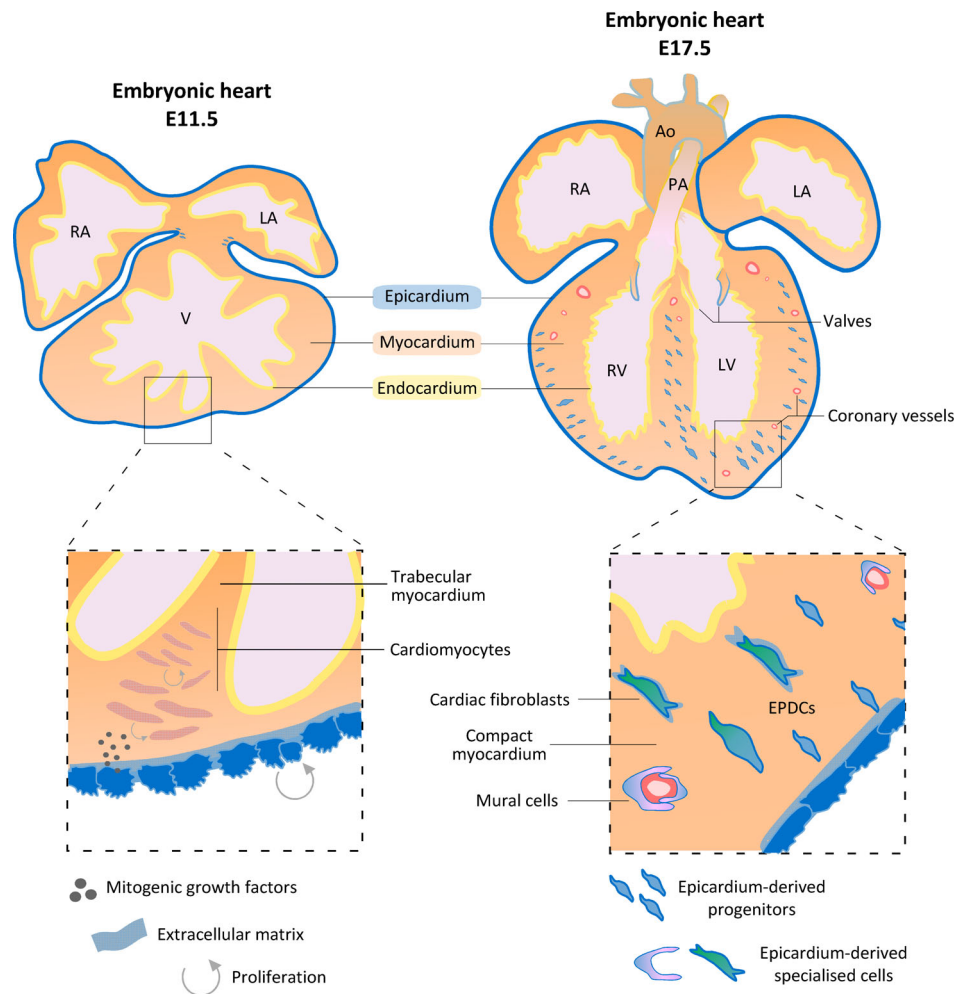 Embryonic heart
E11.5
Embryonic heart
E17.5
RA
LA
V
Ao
PA
RA
LA
RV
LV
Epicardium
Myocardium
Endocardium
Valves
Coronary vessels
Trabecular
myocardium
Cardiomyocytes
Cardiac fibroblasts
Compact
myocardium
Mural cells
EPDCs
Mitogenic growth factors
Extracellular matrix
Proliferation
Epicardium-derived
progenitors
Epicardium-derived
specialised cells